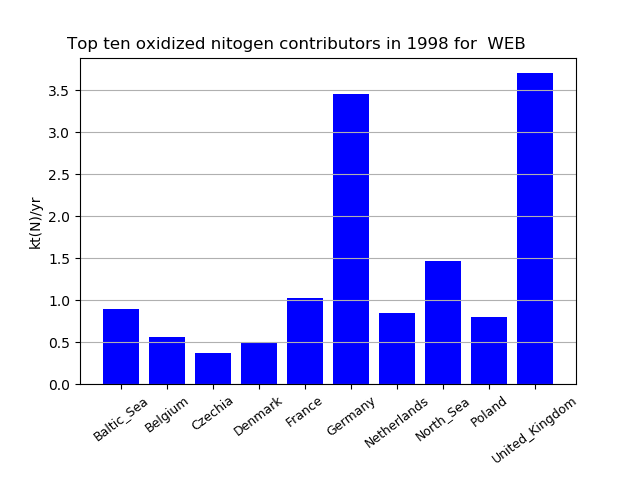 Top ten oxidized nitogen contributors in 1998 for  WEB
kt(N)/yr
3.5
3.0
2.5
2.0
1.5
1.0
0.5
0.0
Baltic_Sea
Belgium
Czechia
Denmark
France
Germany
Netherlands
North_Sea
Poland
United_Kingdom